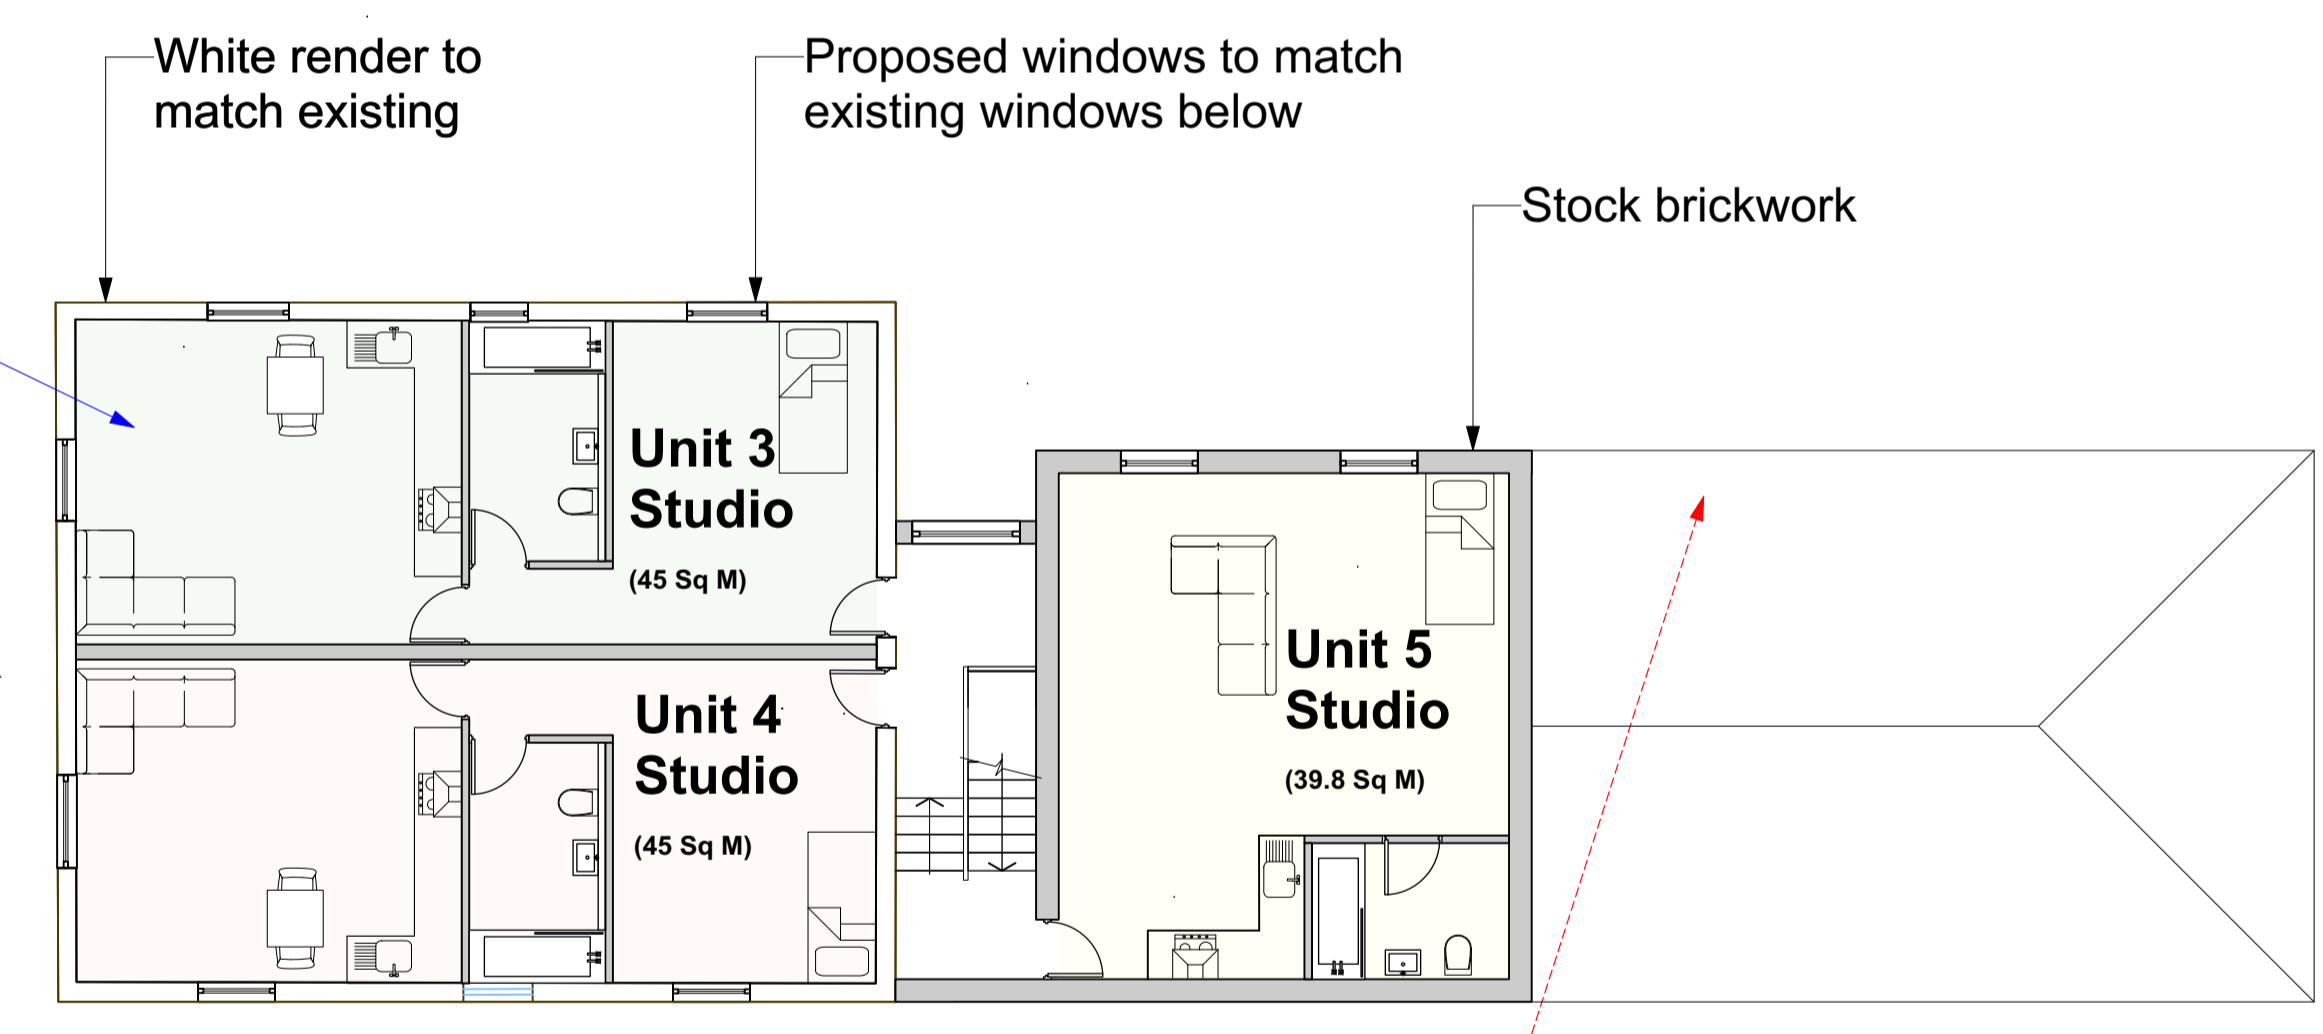 White render to
match existing
Proposed windows to match
existing windows below
Stock brickwork
Unit 3
Studio
(45 Sq M)
Unit 4
Studio
(45 Sq M)
Unit 5
Studio
(39.8 Sq M)